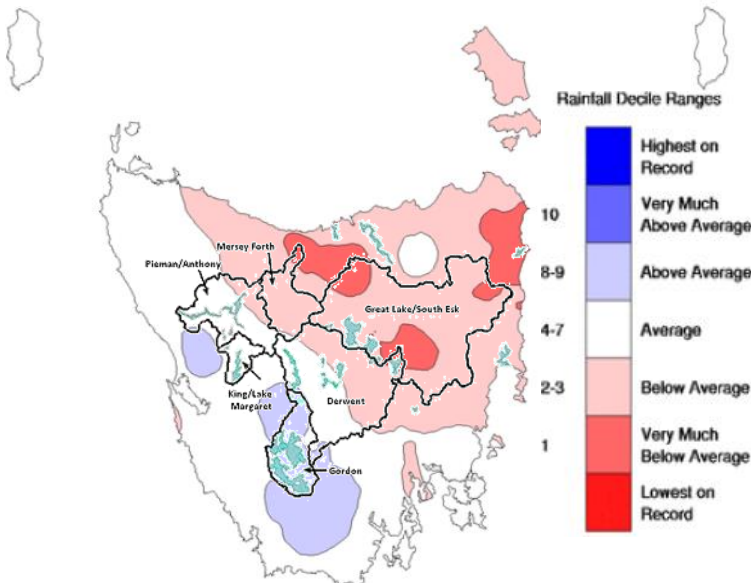 Rainfall Decile Ranges
Highest on
Record
10
Very Much
Above Average
8-9
Above Average
4-7
Average
2-3
Below Average
1
Very Much
Below Average
Lowest on
Record
Mersey Forth
Pieman/Anthony
Great Lake/South Esk
King/Lake
Margaret
Derwent
Gordon